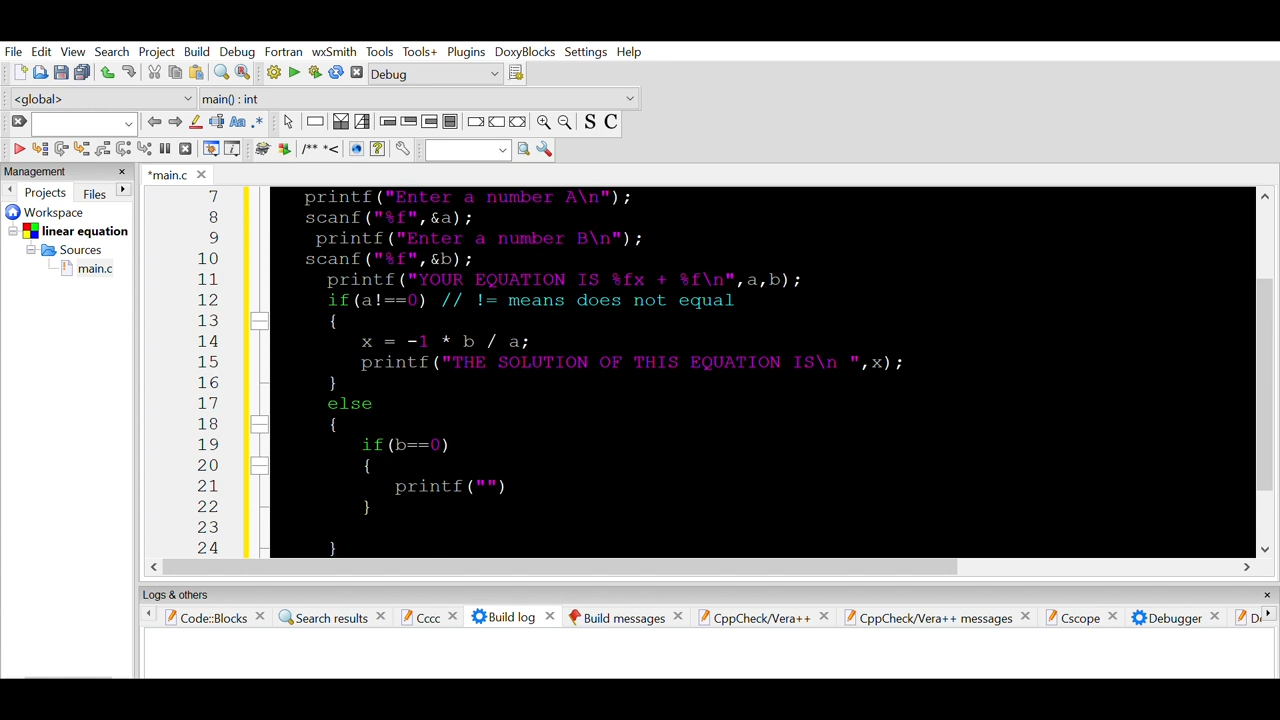 File Edit View Search Project Build Debug Fortran wxSmith Tools Tools+ Plugins DoxyBlocks Settings Help
Debug
<global> main() : int
Aa .* S C
/** *<
Management
Projects Files
Workspace
linear equation
Sources
main.c
*main.c
7 printf("Enter a number A\n");
8 scanf("%f",&a);
9 printf("Enter a number B\n");
10 scanf("%f",&b);
11 printf("YOUR EQUATION IS %fx + %f\n",a,b);
12 if(a!==0) // != means does not equal
13 {
14 x = -1 * b / a;
15 printf("THE SOLUTION OF THIS EQUATION IS\n ",x);
16 }
17 else
18 {
19 if(b==0)
20 {
21 printf("")
22 }
23
24 }
Logs & others
Code::Blocks Search results Ccc Build log Build messages CppCheck/Vera++ CppCheck/Vera++ messages Cscope Debugger